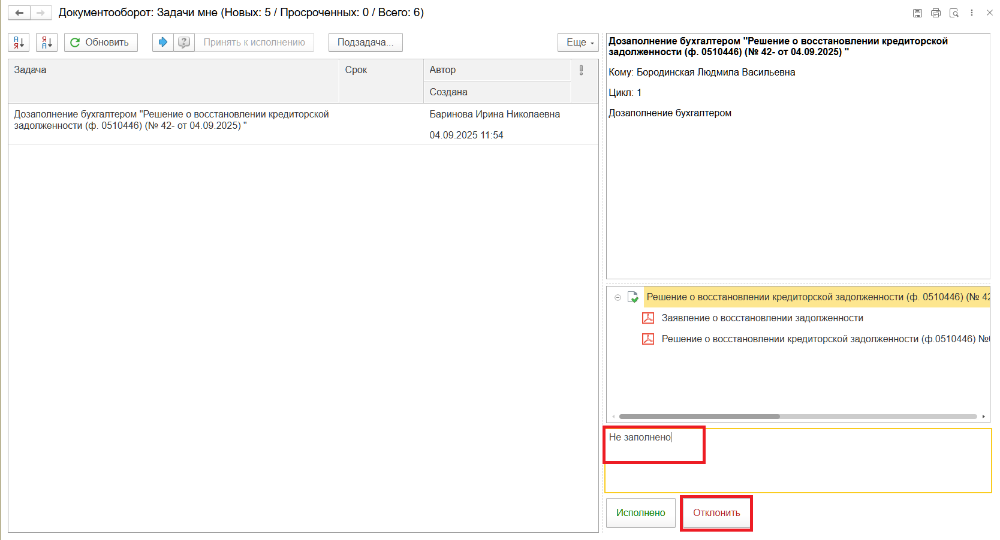 Документооборот: Задачи мне (Новых: 5 / Просроченных: 0 / Всего: 6)
Обновить
Принять к исполнению
Подзадача...
Еще
Задача
Срок
Автор
Создана
Дозаполнение бухгалтером "Решение о восстановлении кредиторской
задолженности (ф. 0510446) (№ 42- от 04.09.2025) "
Баринова Ирина Николаевна
04.09.2025 11:54
Дозаполнение бухгалтером "Решение о восстановлении кредиторской
задолженности (ф. 0510446) (№ 42- от 04.09.2025) "
Кому: Бородинская Людмила Васильевна
Цикл: 1
Дозаполнение бухгалтером
Решение о восстановлении кредиторской задолженности (ф. 0510446) (№ 42
Заявление о восстановлении задолженности
Решение о восстановлении кредиторской задолженности (ф.0510446) №
Не заполнено
Исполнено
Отклонить